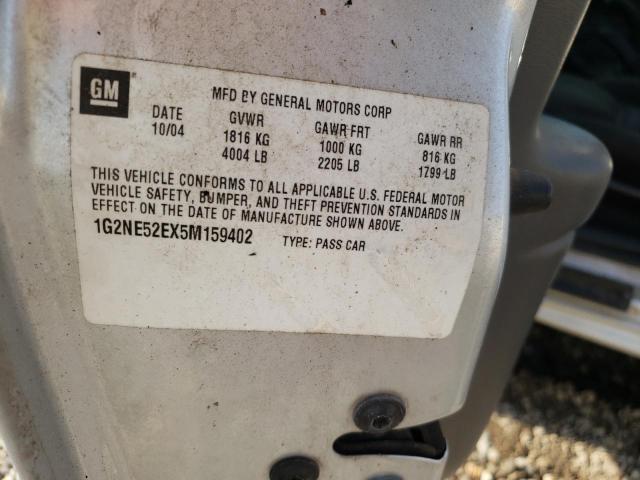 GM
MFD BY GENERAL MOTORS CORP
DATE GVWR GAWR FRT GAWR RR
10/04 1816 KG 1000 KG 816 KG
4004 LB 2205 LB 1799 LB
THIS VEHICLE CONFORMS TO ALL APPLICABLE U.S. FEDERAL MOTOR
VEHICLE SAFETY, BUMPER, AND THEFT PREVENTION STANDARDS IN
EFFECT ON THE DATE OF MANUFACTURE SHOWN ABOVE.
1G2NE52EX5M159402 TYPE: PASS CAR